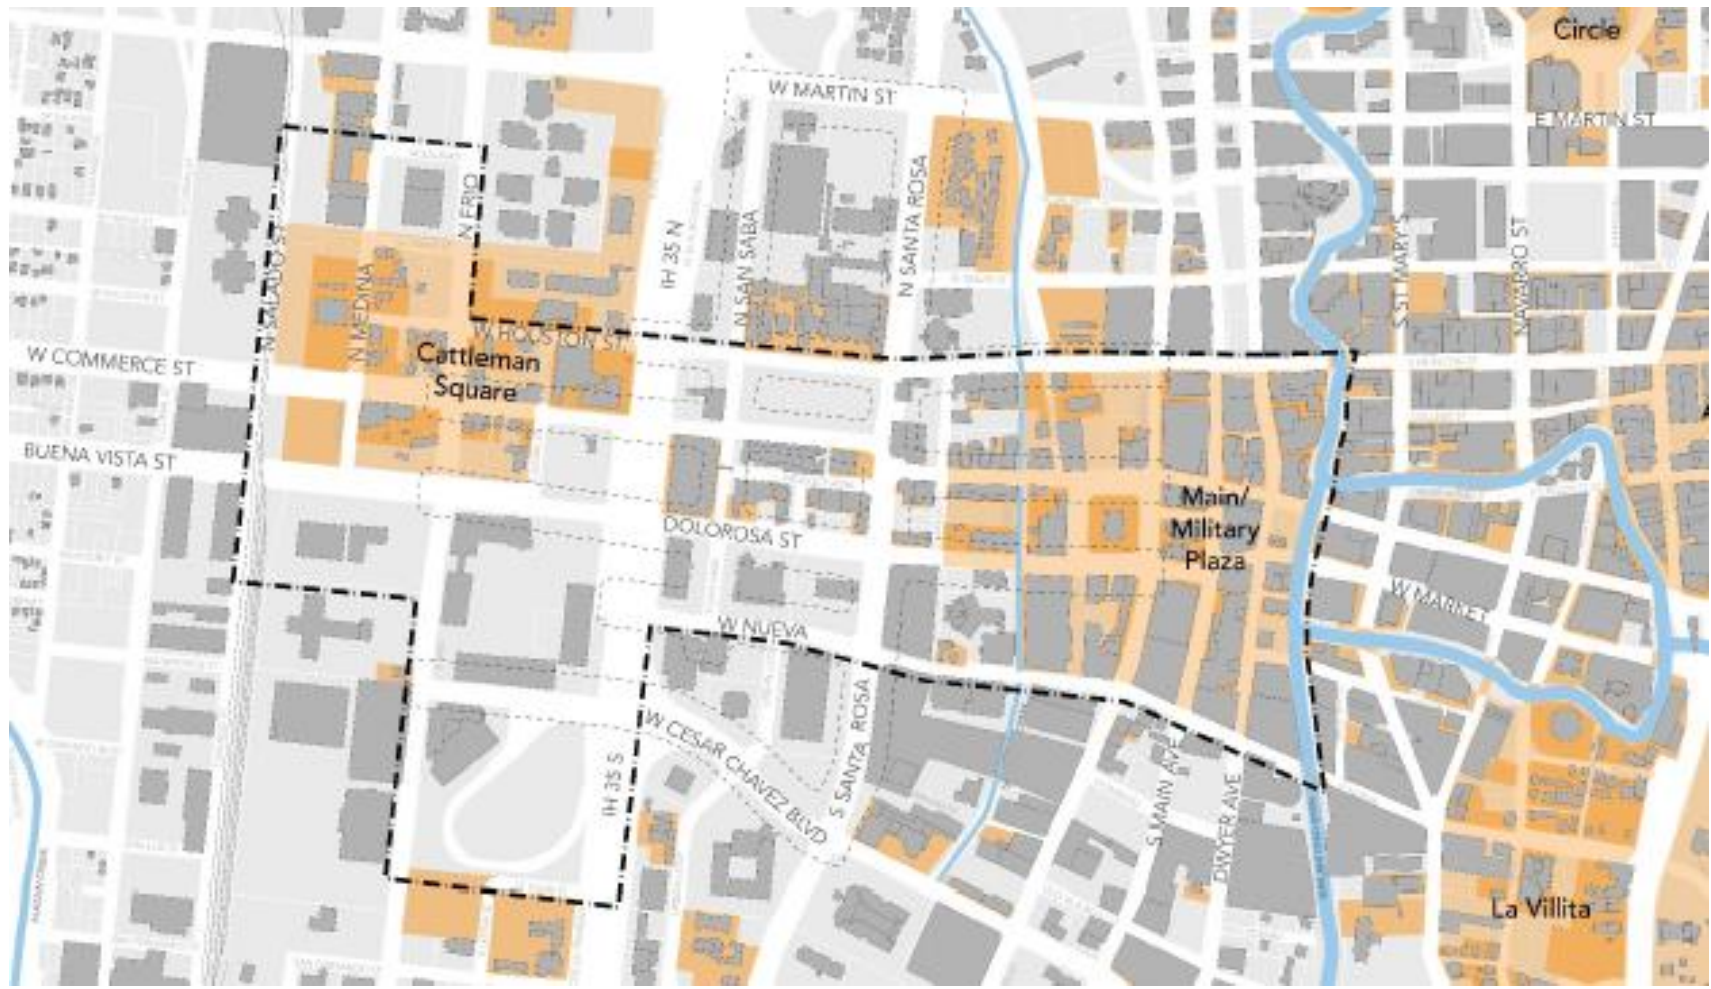 Circle
W MARTIN ST
E MARTIN ST
N SANTA ROSA
N FRIO
IH 35 N
N SAN SABA
S ST MARY'S
NAVARRO ST
N SALADO ST
N MEDINA
W HOUSTON ST
Cattleman
Square
W COMMERCE ST
BUENA VISTA ST
Main/
Military
Plaza
DOLOROSA ST
W MARKET
W NUEVA
W CESAR CHAVEZ BLVD
S SANTA ROSA
IH 35 S
S MAIN AVE
DWYER AVE
La Villita